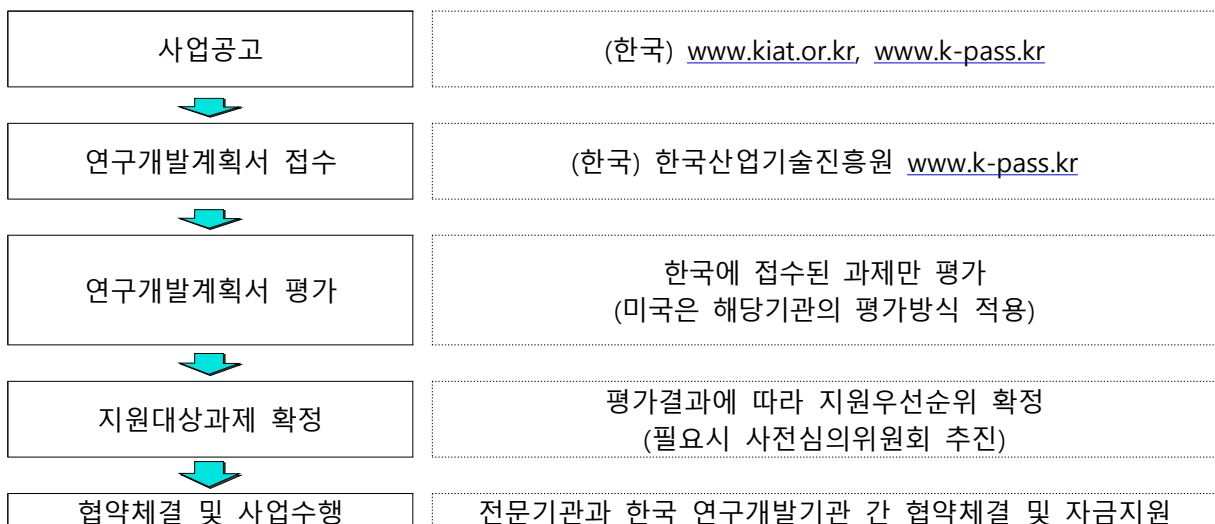 사업공고
(한국) www.kiat.or.kr, www.k-pass.kr
연구개발계획서 접수
(한국) 한국산업기술진흥원 www.k-pass.kr
연구개발계획서 평가
한국에 접수된 과제만 평가
(미국은 해당기관의 평가방식 적용)
지원대상과제 확정
평가결과에 따라 지원우선순위 확정
(필요시 사전심의위원회 추진)
협약체결 및 사업수행
전문기관과 한국 연구개발기관 간 협약체결 및 자금지원